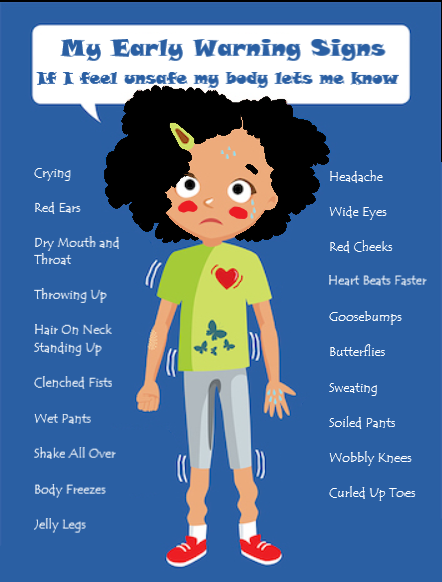 My Early Warning Signs
If I feel unsafe my body lets me know
Crying
Red Ears
Dry Mouth and
Throat
Throwing Up
Hair On Neck
Standing Up
Clenched Fists
Wet Pants
Shake All Over
Body Freezes
Jelly Legs
Headache
Wide Eyes
Red Cheeks
Heart Beats Faster
Goosebumps
Butterflies
Sweating
Soiled Pants
Wobbly Knees
Curled Up Toes